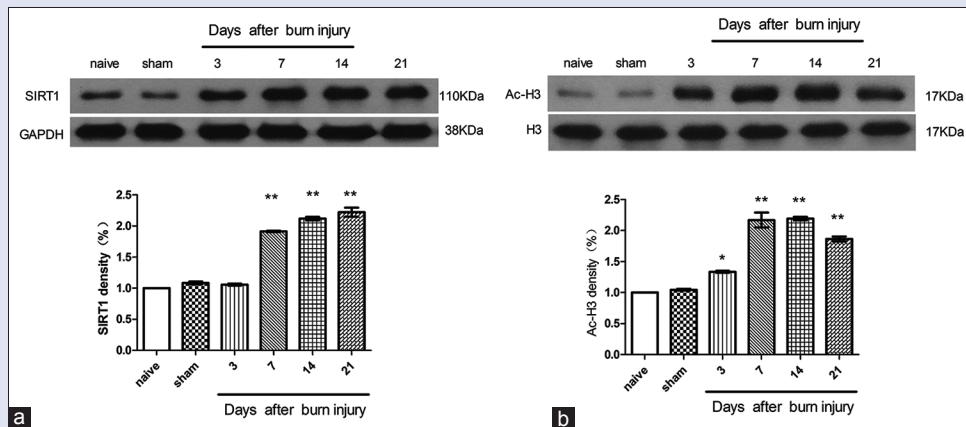 Days after burn injury
naive sham 3 7 14 21
SIRT1 110KDa
GAPDH 38KDa
SIRT1 density (%)
2.5
2.0
1.5
1.0
0.5
0.0
naive sham 3 7 14 21
** ** **
Days after burn injury
a
Days after burn injury
naive sham 3 7 14 21
Ac-H3 17KDa
H3 17KDa
Ac-H3 density (%)
2.5
2.0
1.5
1.0
0.5
0.0
* ** ** **
naive sham 3 7 14 21
Days after burn injury
b